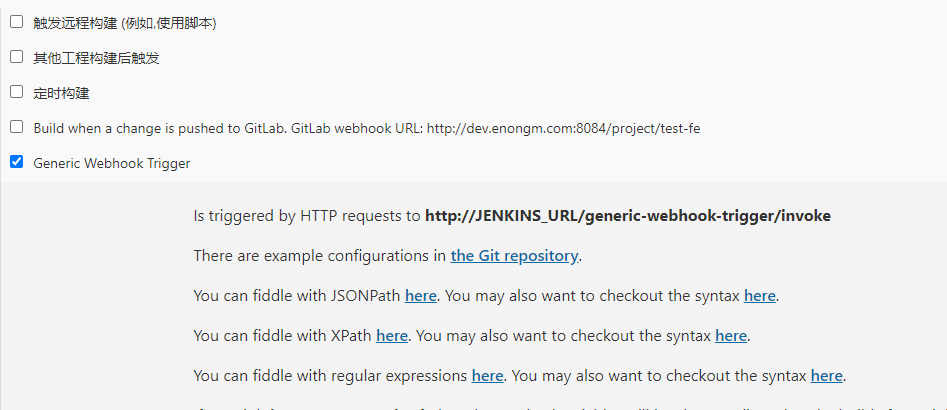 触发远程构建 (例如,使用脚本)
其他工程构建后触发
定时构建
Build when a change is pushed to GitLab. GitLab webhook URL: http://dev.enongm.com:8084/project/test-fe
Generic Webhook Trigger
Is triggered by HTTP requests to http://JENKINS_URL/generic-webhook-trigger/invoke
There are example configurations in the Git repository.
You can fiddle with JSONPath here. You may also want to checkout the syntax here.
You can fiddle with XPath here. You may also want to checkout the syntax here.
You can fiddle with regular expressions here. You may also want to checkout the syntax here.